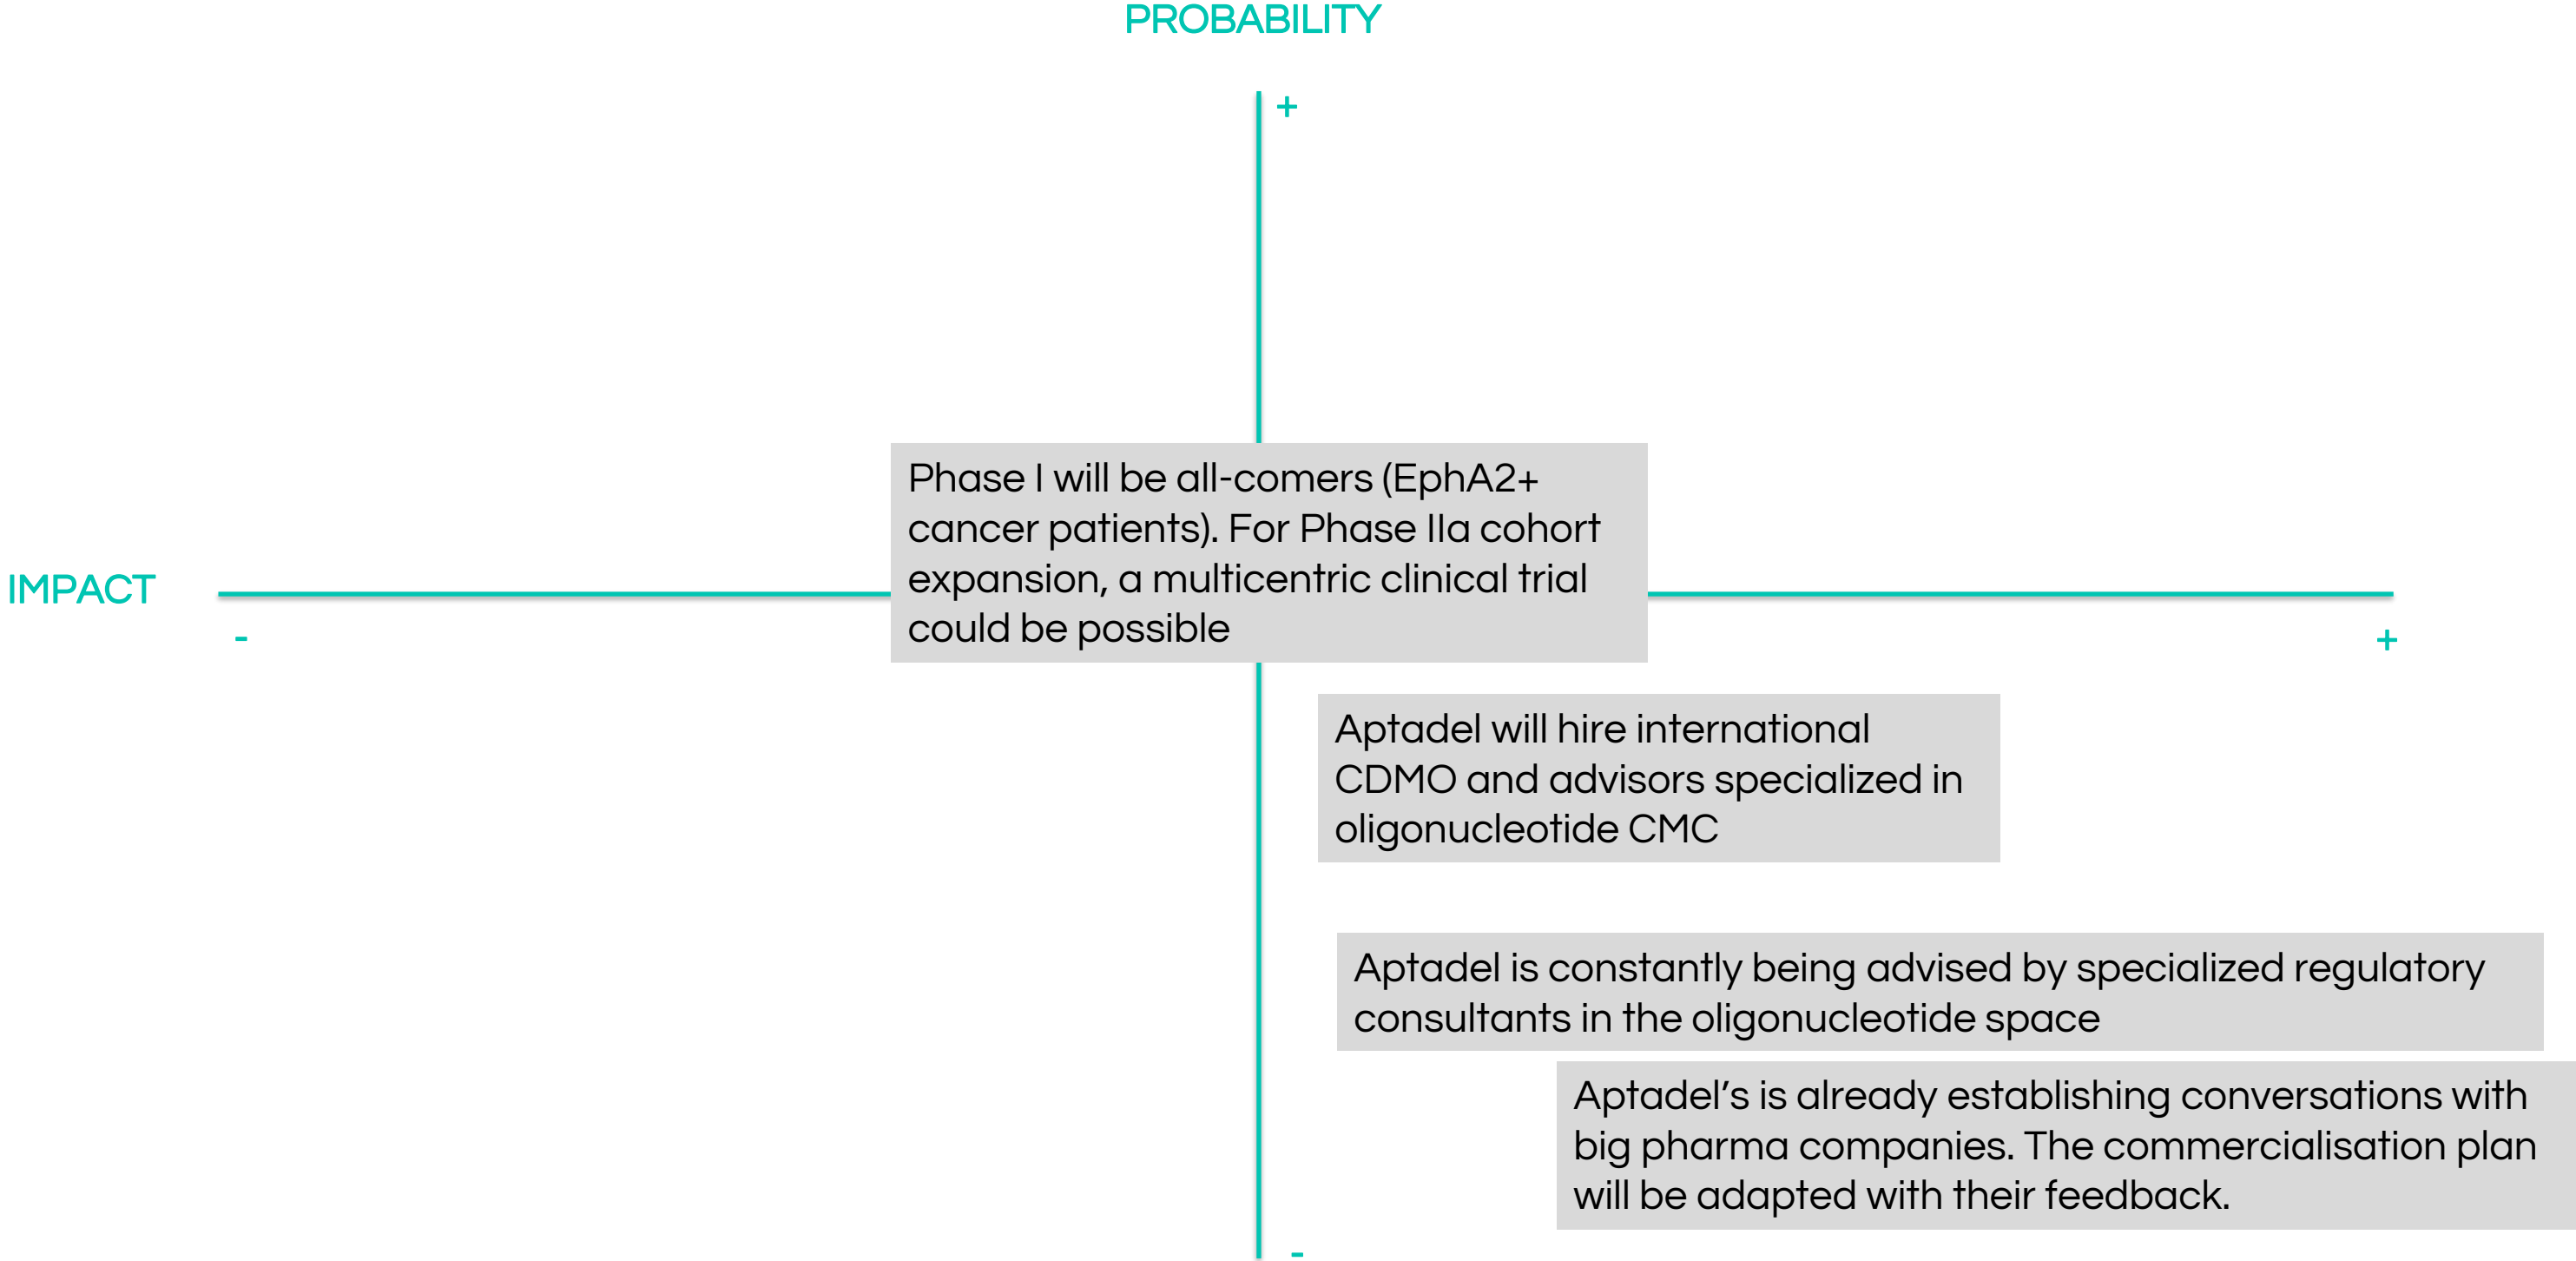 PROBABILITY
+
Phase I will be all-comers (EphA2+
cancer patients). For Phase IIa cohort
expansion, a multicentric clinical trial
could be possible
IMPACT
-
+
Aptadel will hire international
CDMO and advisors specialized in
oligonucleotide CMC
Aptadel is constantly being advised by specialized regulatory
consultants in the oligonucleotide space
Aptadel’s is already establishing conversations with
big pharma companies. The commercialisation plan
will be adapted with their feedback.
-